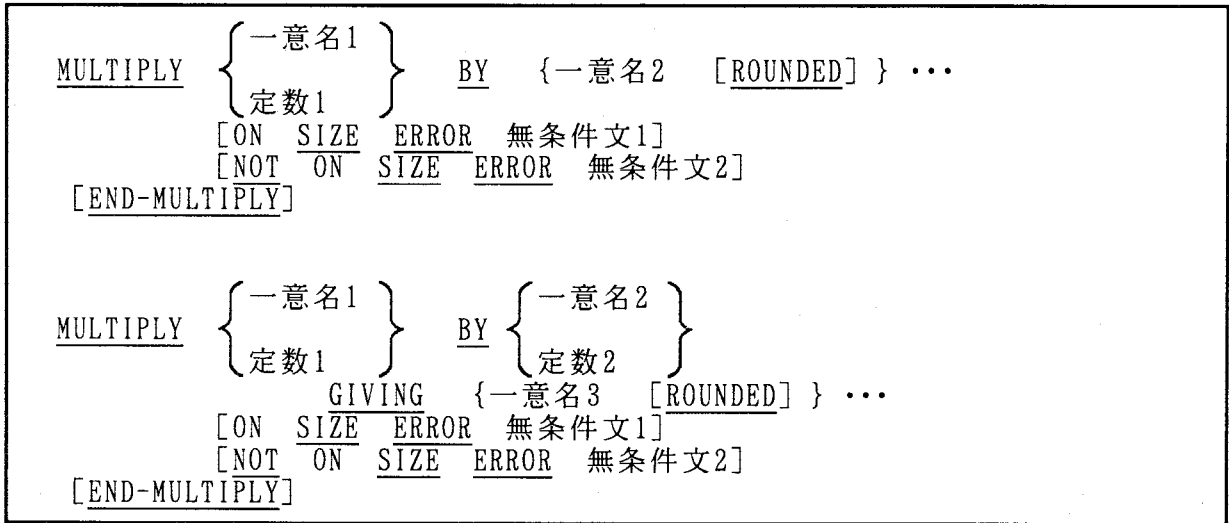 一意名1
MULTIPLY { } BY {一意名2 [ROUNDED] } ・・・
定数1
[ON SIZE ERROR 無条件文1]
[NOT ON SIZE ERROR 無条件文2]
[END-MULTIPLY]
一意名1 一意名2
MULTIPLY { } BY { }
定数1 定数2
GIVING {一意名3 [ROUNDED] } ・・・
[ON SIZE ERROR 無条件文1]
[NOT ON SIZE ERROR 無条件文2]
[END-MULTIPLY]